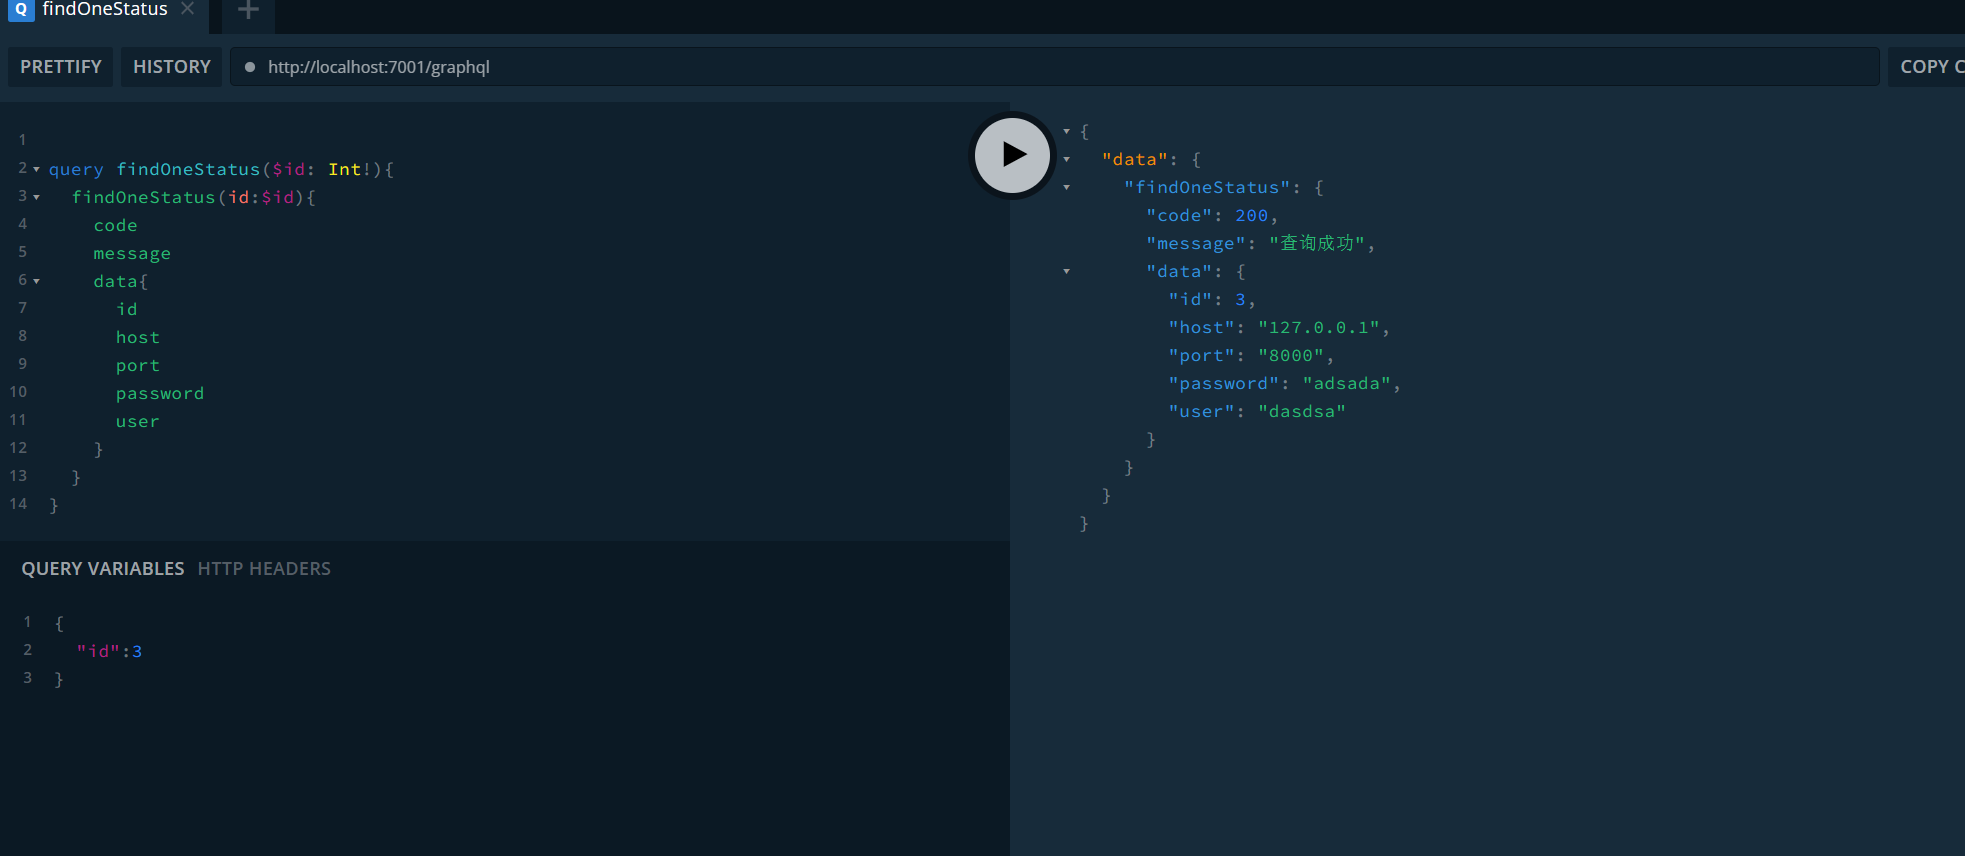 Q findOneStatus
PRETTIFY HISTORY http://localhost:7001/graphql COPY C
1
2 query findOneStatus($id: Int!){
3 findOneStatus(id:$id){
4 code
5 message
6 data{
7 id
8 host
9 port
10 password
11 user
12 }
13 }
14 }
{
"data": {
"findOneStatus": {
"code": 200,
"message": "查询成功",
"data": {
"id": 3,
"host": "127.0.0.1",
"port": "8000",
"password": "adsada",
"user": "dasdsa"
}
}
}
}
QUERY VARIABLES HTTP HEADERS
1 {
2 "id":3
3 }